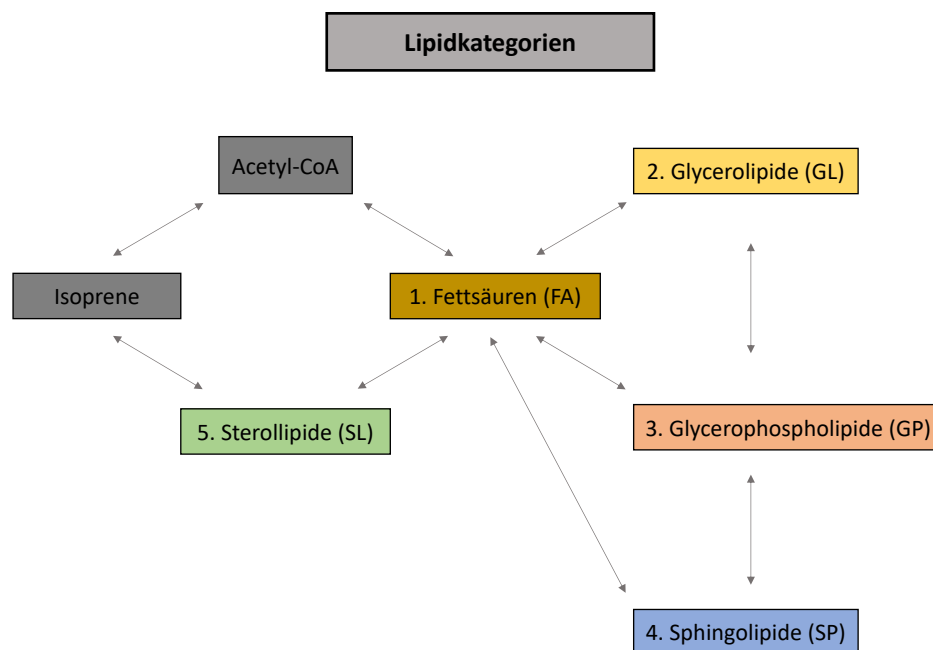 Lipidkategorien
Acetyl-CoA
2. Glycerolipide (GL)
Isoprene
1. Fettsäuren (FA)
5. Sterollipide (SL)
3. Glycerophospholipide (GP)
4. Sphingolipide (SP)